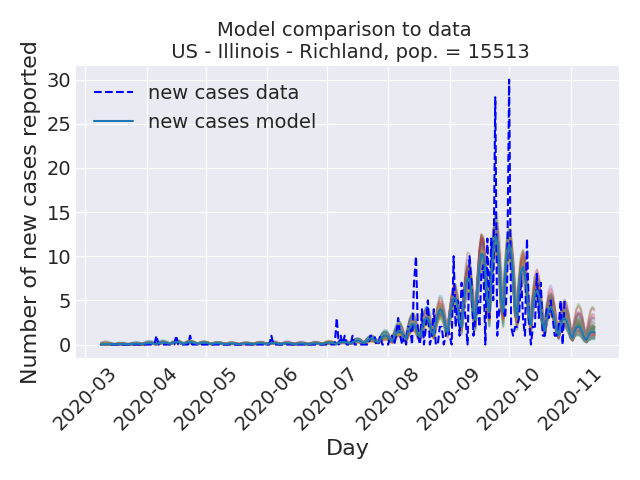 Model comparison to data
US - Illinois - Richland, pop. = 15513
Number of new cases reported
30
25
20
15
10
5
0
new cases data
new cases model
2020-03
2020-04
2020-05
2020-06
2020-07
2020-08
2020-09
2020-10
2020-11
Day